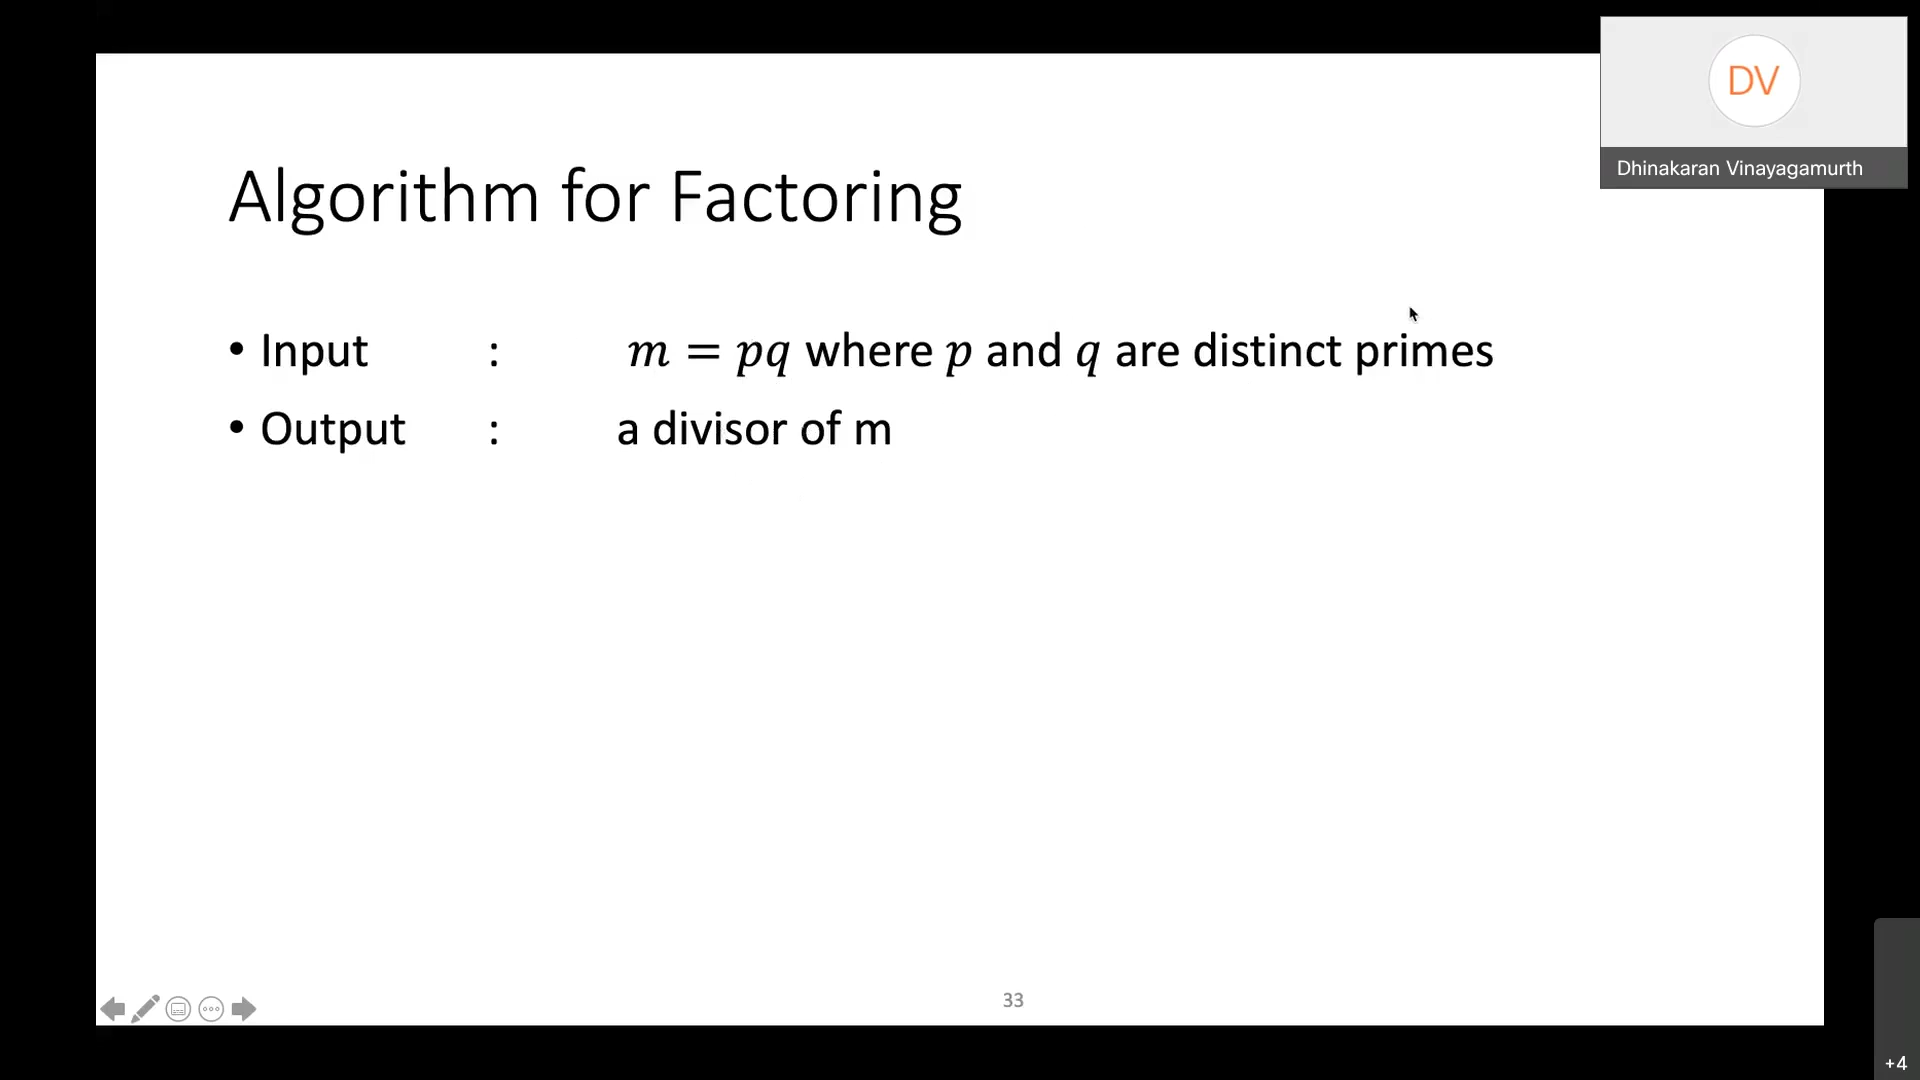 DV
Dhinakaran Vinayagamurth
Algorithm for Factoring
• Input : m = pq where p and q are distinct primes
• Output : a divisor of m
33
+4